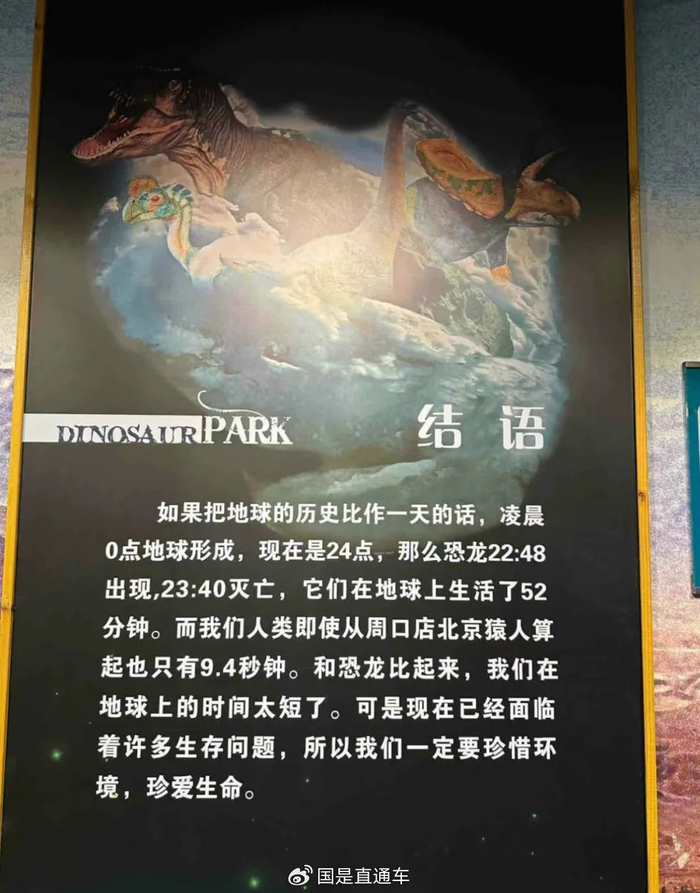 DINOSAUR PARK 结语
如果把地球的历史比作一天的话，凌晨
0点地球形成，现在是24点，那么恐龙22:48
出现,23:40灭亡，它们在地球上生活了52
分钟。而我们人类即使从周口店北京猿人算
起也只有9.4秒钟。和恐龙比起来，我们在
地球上的时间太短了。可是现在已经面临
着许多生存问题，所以我们一定要珍惜环
境，珍爱生命。
国是直通车